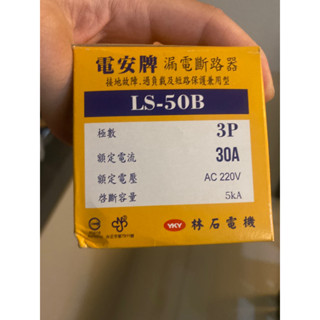 電安牌 漏電斷路器
接地故障、過負載及短路保護兼用型
LS-50B
極數 3P
額定電流 30A
額定電壓 AC 220V
啓斷容量 5kA
YKY 林石電機